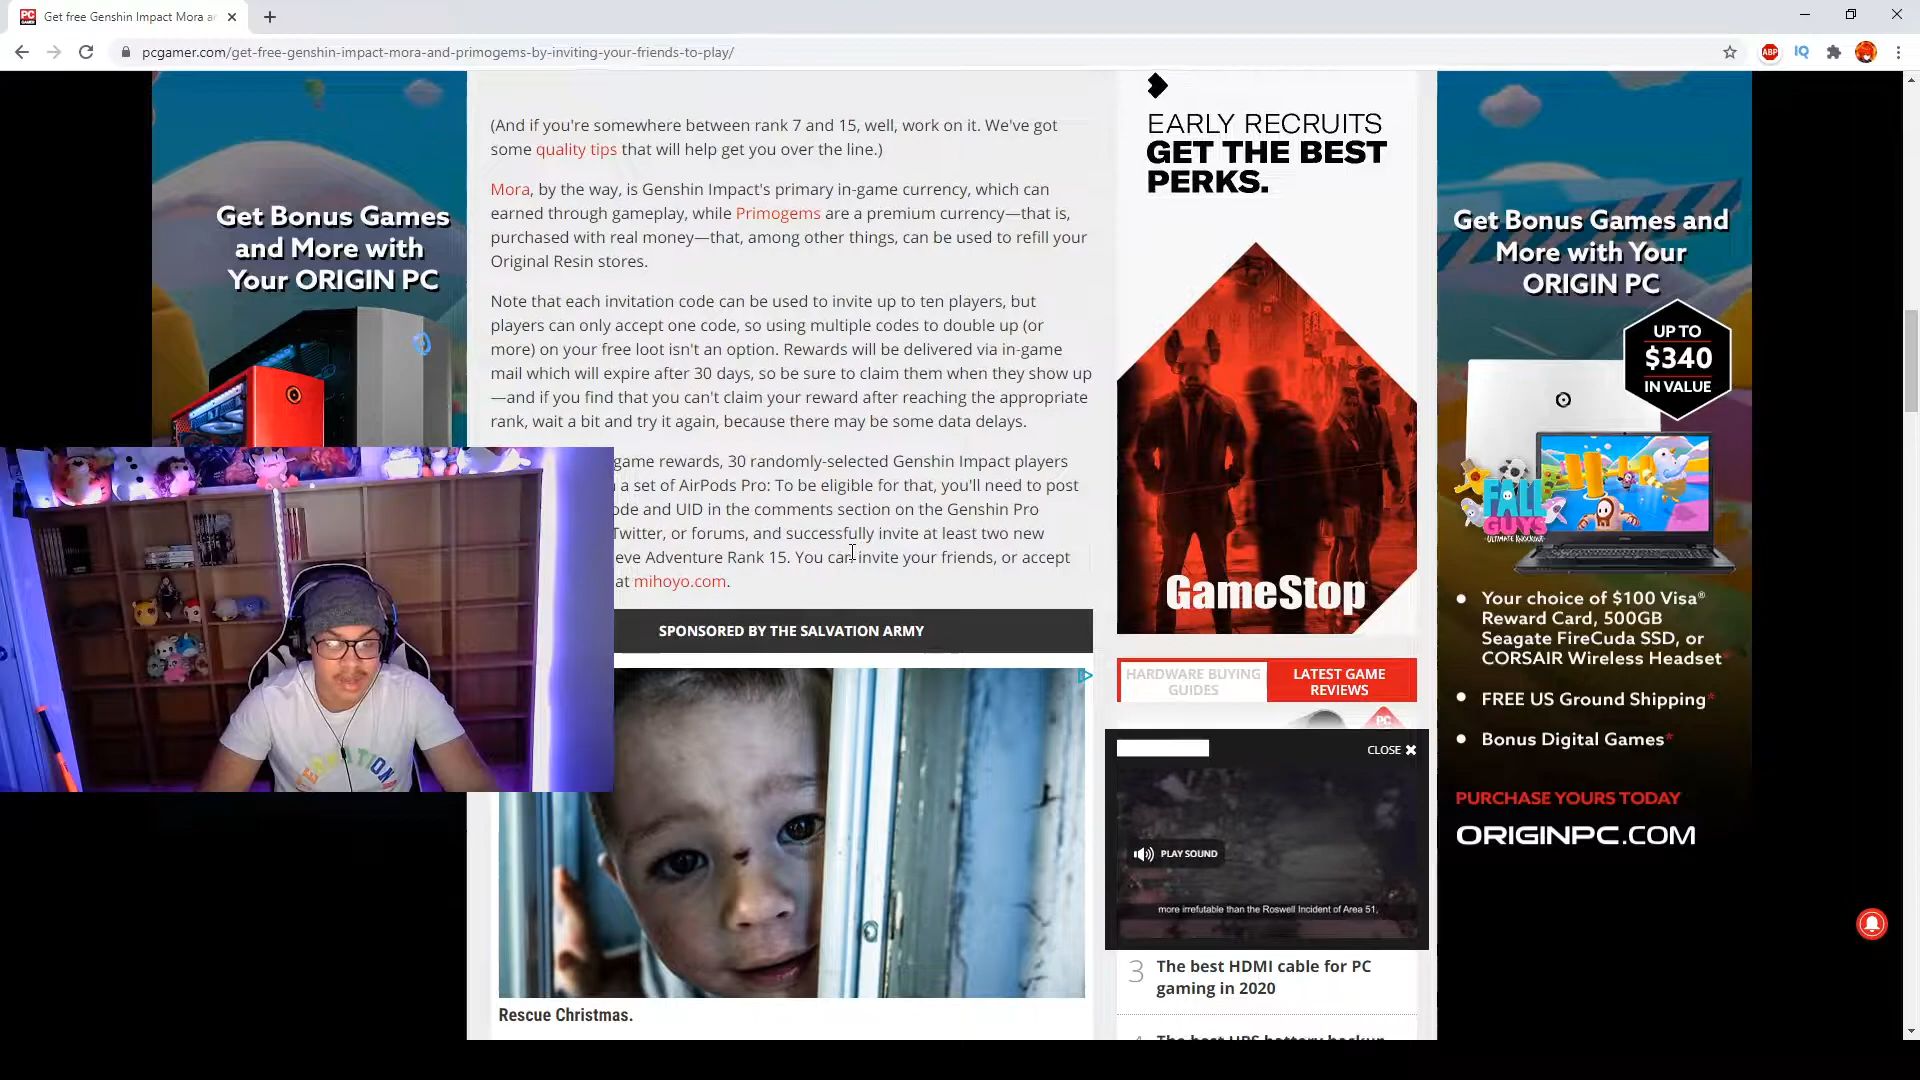 Get free Genshin Impact Mora an
pcgamer.com/get-free-genshin-impact-mora-and-primogems-by-inviting-your-friends-to-play/
ABP
IQ
Get Bonus Games
and More with
Your ORIGIN PC
(And if you're somewhere between rank 7 and 15, well, work on it. We've got
some quality tips that will help get you over the line.)
Mora, by the way, is Genshin Impact's primary in-game currency, which can
earned through gameplay, while Primogems are a premium currency—that is,
purchased with real money—that, among other things, can be used to refill your
Original Resin stores.
Note that each invitation code can be used to invite up to ten players, but
players can only accept one code, so using multiple codes to double up (or
more) on your free loot isn't an option. Rewards will be delivered via in-game
mail which will expire after 30 days, so be sure to claim them when they show up
—and if you find that you can't claim your reward after reaching the appropriate
rank, wait a bit and try it again, because there may be some data delays.
game rewards, 30 randomly-selected Genshin Impact players
a set of AirPods Pro: To be eligible for that, you'll need to post
ode and UID in the comments section on the Genshin Pro
Twitter, or forums, and successfully invite at least two new
eve Adventure Rank 15. You can invite your friends, or accept
at mihoyo.com.
SPONSORED BY THE SALVATION ARMY
Rescue Christmas.
EARLY RECRUITS
GET THE BEST
PERKS.
GameStop
HARDWARE BUYING
GUIDES
LATEST GAME
REVIEWS
PC
CLOSE
PLAY SOUND
more irrefutable than the Roswell Incident of Area 51,
3 The best HDMI cable for PC
gaming in 2020
The best UPS battery backup
Get Bonus Games and
More with Your
ORIGIN PC
UP TO
$340
IN VALUE
FALL
GUYS
ULTIMATE KNOCKOUT
• Your choice of $100 Visa®
Reward Card, 500GB
Seagate FireCuda SSD, or
CORSAIR Wireless Headset*
• FREE US Ground Shipping*
• Bonus Digital Games*
PURCHASE YOURS TODAY
ORIGINPC.COM